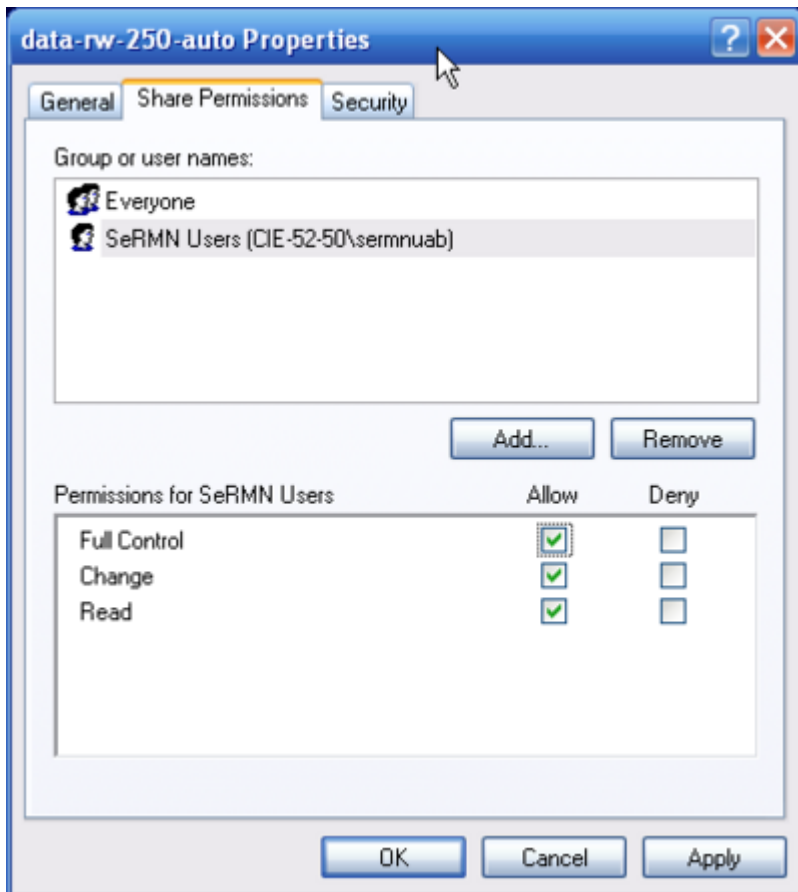 data-rw-250-auto Properties
General Share Permissions Security
Group or user names:
Everyone
SeRMN Users (CIE-52-50\sermnuab)
Add... Remove
Permissions for SeRMN Users Allow Deny
Full Control
Change
Read
OK Cancel Apply